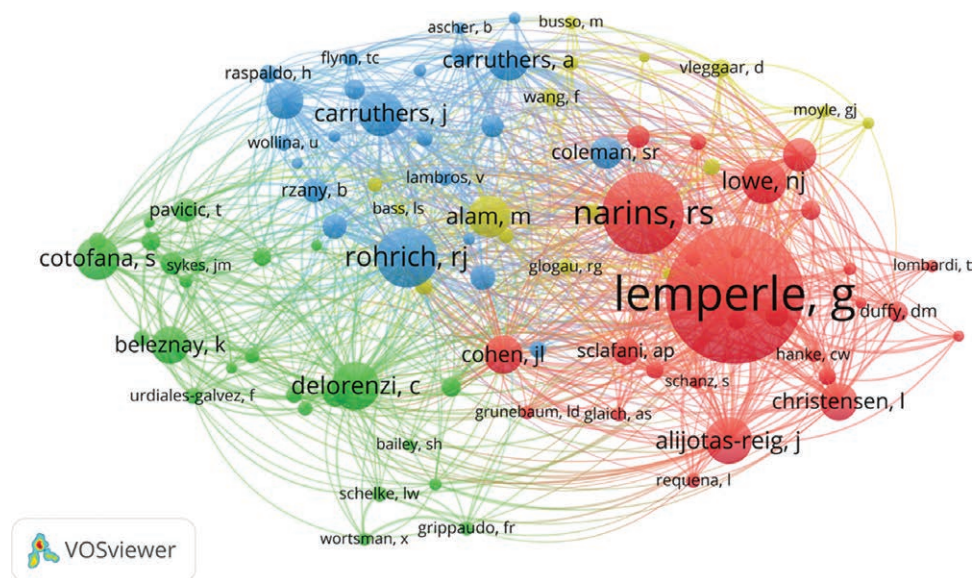 busso, m
ascher, b
carruthers, a
flynn, tc
vleggaar, d
raspaldo, h
wang, f
carruthers, j
moyle, gj
wollina, u
coleman, sr
lambros, v
lowe, nj
rzany, b
bass, ls
pavicic, t
alam, m
narins, rs
cotofana, s
sykes, jm
rohrich, rj
glogau, rg
lombardi, t
lemperle, g
duffy, dm
beleznay, k
cohen, jl
sclafani, ap
hanke, cw
schanz, s
delorenzi, c
urdiales-galvez, f
christensen, l
grunebaum, ld
glaich, as
bailey, sh
alijotas-reig, j
requena, l
schelke, lw
grippaudo, fr
wortsman, x
VOSviewer